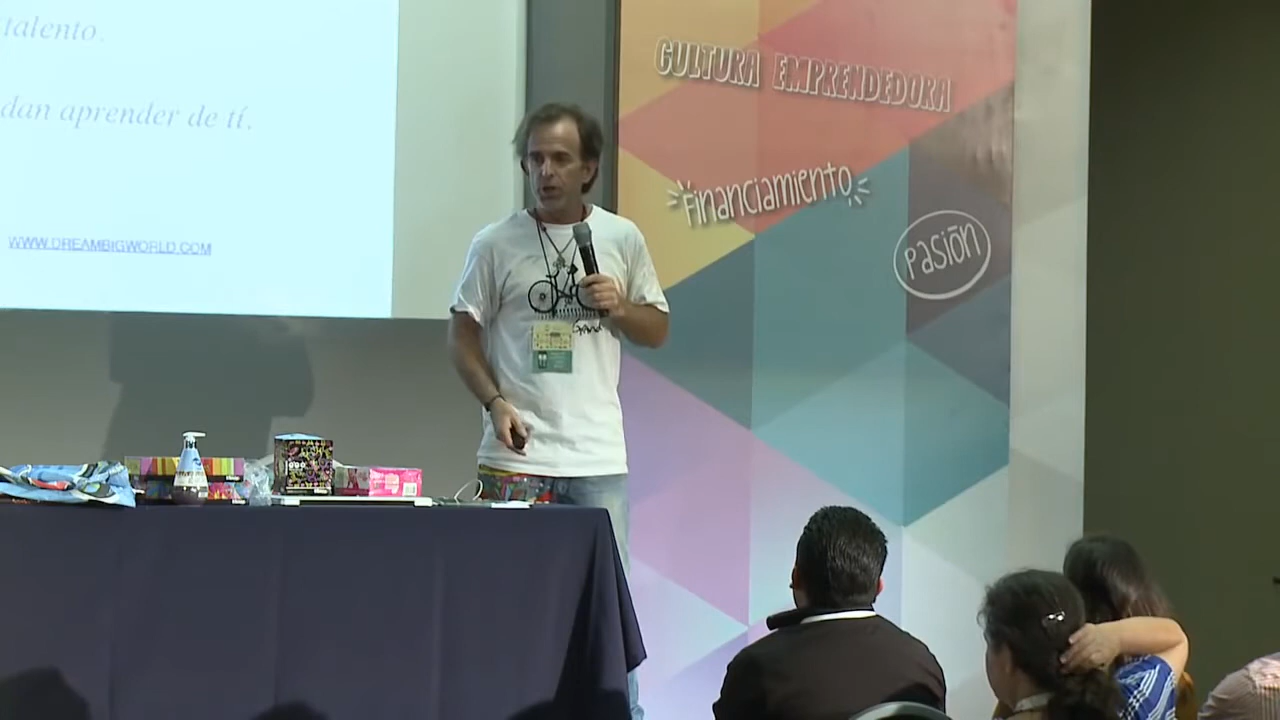 talento.
dan aprender de tí.
WWW.DREAMBIGWORLD.COM
CULTURA EMPRENDEDORA
Financiamiento
pasión